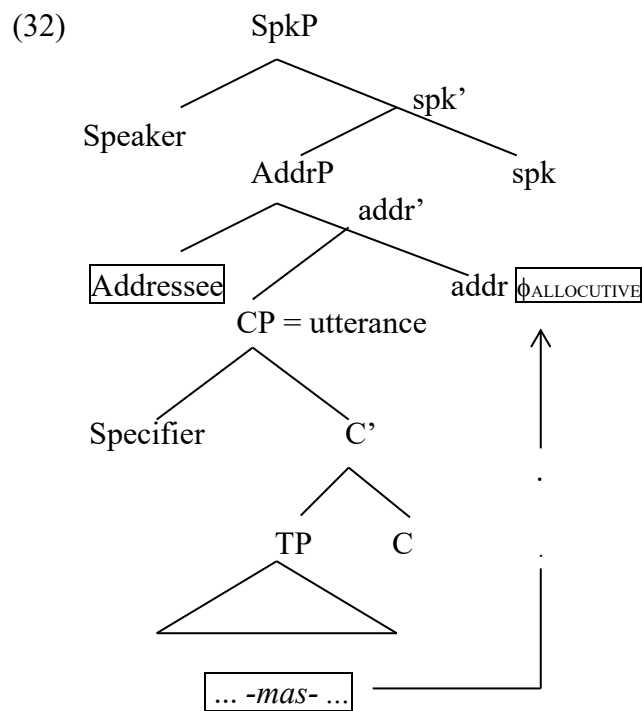 (32) SpkP
spk’
Speaker
AddrP spk
addr’
Addressee addr ϕALLOCUTIVE
CP = utterance
Specifier C’
.
TP C .
... -mas- ...